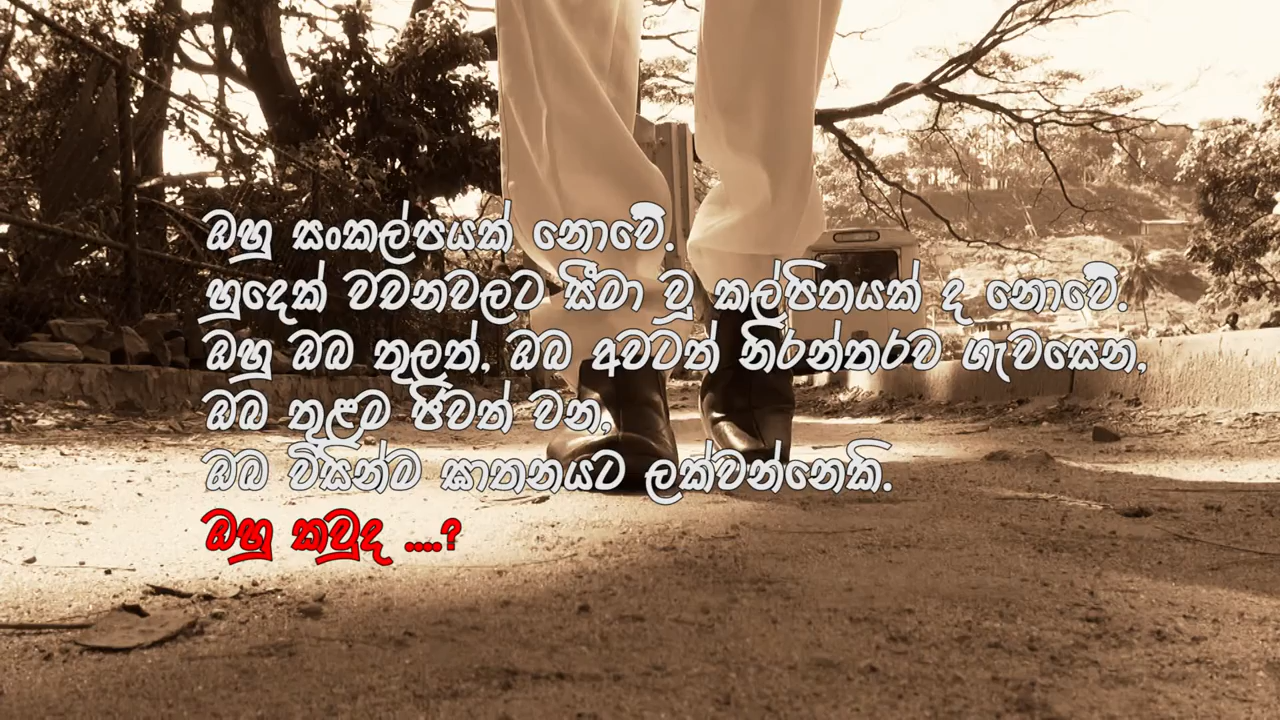 ඔහු සංකල්පයක් නොවේ.
හුදෙක් වචනවලට සීමා වූ කල්පිතයක් ද නොවේ.
ඔහු ඔබ තුලත්, ඔබ අවටත් නිරන්තරව ගැවසෙන,
ඔබ තුළම ජීවත් වන,
ඔබ විසින්ම ඝාතනයට ලක්වන්නෙකි.
ඔහු කවුද ....?